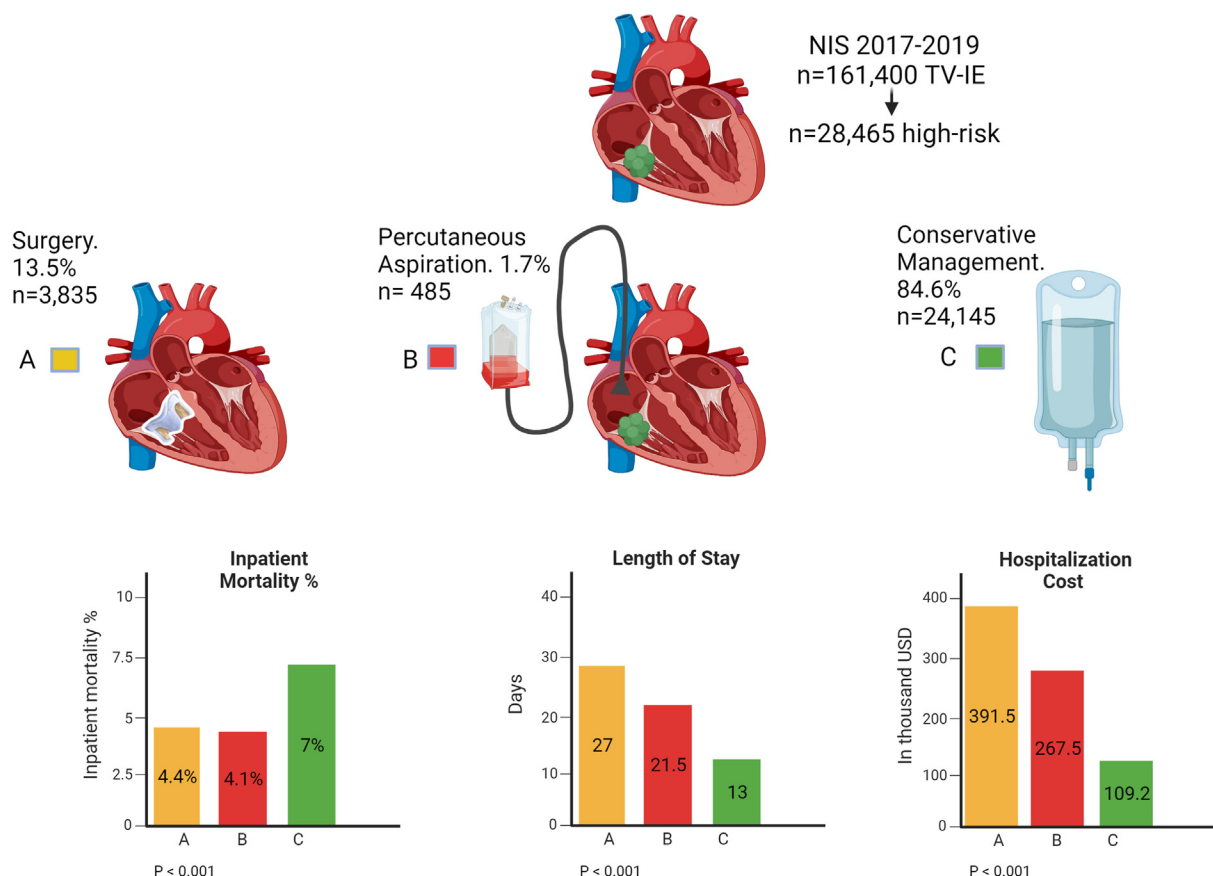 NIS 2017-2019
n=161,400 TV-IE
n=28,465 high-risk
Surgery.
13.5%
n=3,835
A
Percutaneous
Aspiration. 1.7%
n= 485
B
Conservative
Management.
84.6%
n=24,145
C
Inpatient
Mortality %
Inpatient mortality %
10
7.5
5
2.5
0
4.4%
4.1%
7%
A
B
C
P < 0.001
Length of Stay
Days
40
30
20
10
0
27
21.5
13
A
B
C
P < 0.001
Hospitalization
Cost
In thousand USD
400
300
200
100
0
391.5
267.5
109.2
A
B
C
P < 0.001